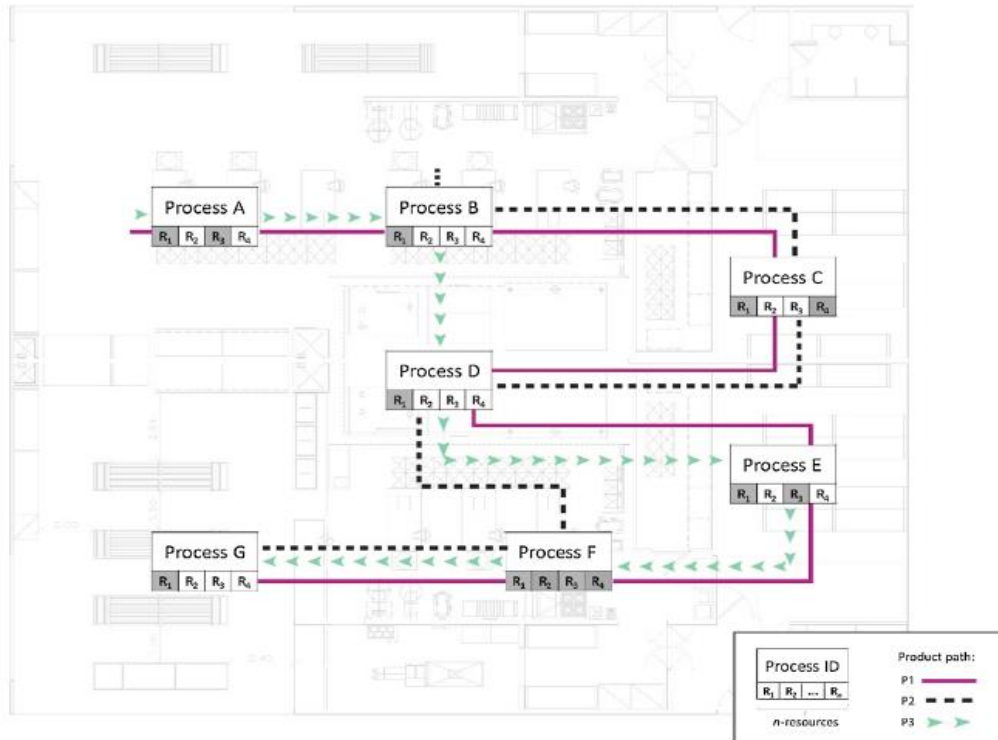 Process A
R1 R2 R3 R4
Process B
R1 R2 R3 R4
Process C
R1 R2 R3 R4
Process D
R1 R2 R3 R4
Process E
R1 R2 R3 R4
Process G
R1 R2 R3 R4
Process F
R1 R2 R3 R4
Process ID
R1 R2 ... Rn
n-resources
Product path:
P1
P2
P3